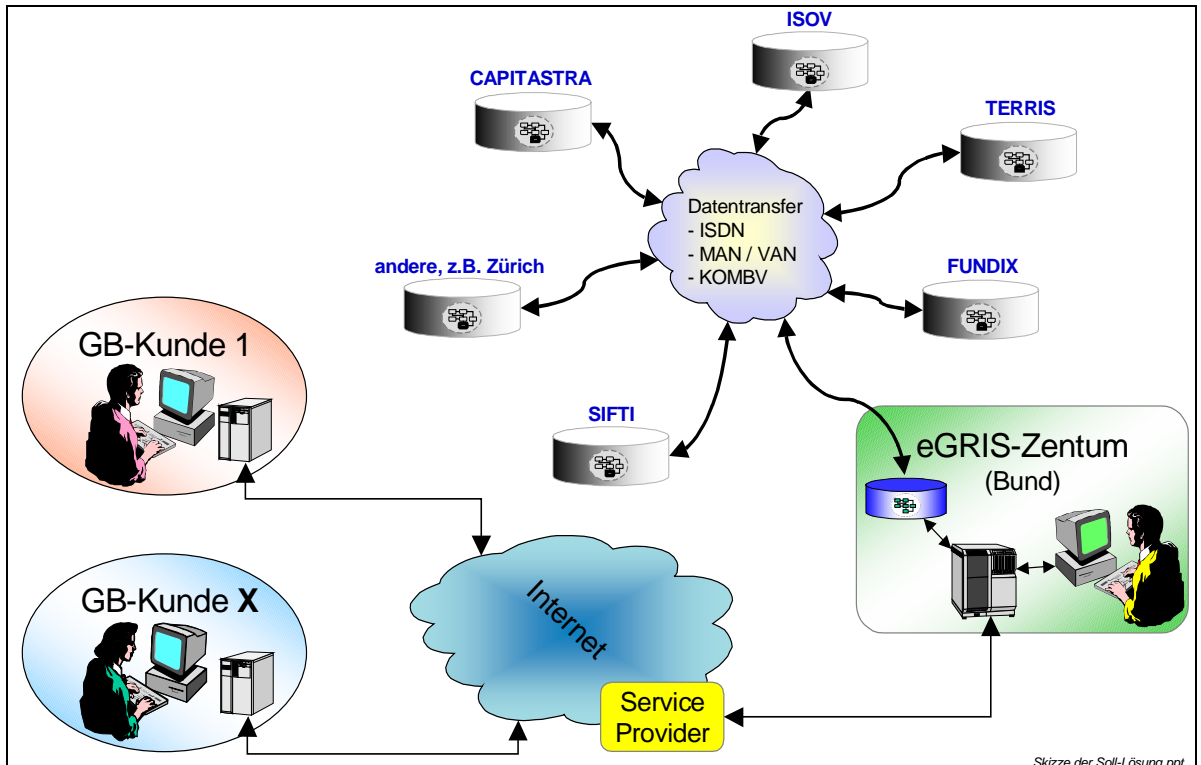 ISOV
CAPITASTRA
TERRIS
Datentransfer
- ISDN
- MAN / VAN
- KOMBV
andere, z.B. Zürich
FUNDIX
GB-Kunde 1
SIFTI
eGRIS-Zentum
(Bund)
GB-Kunde X
Internet
Service
Provider
Skizze der Soll-Lösung.ppt